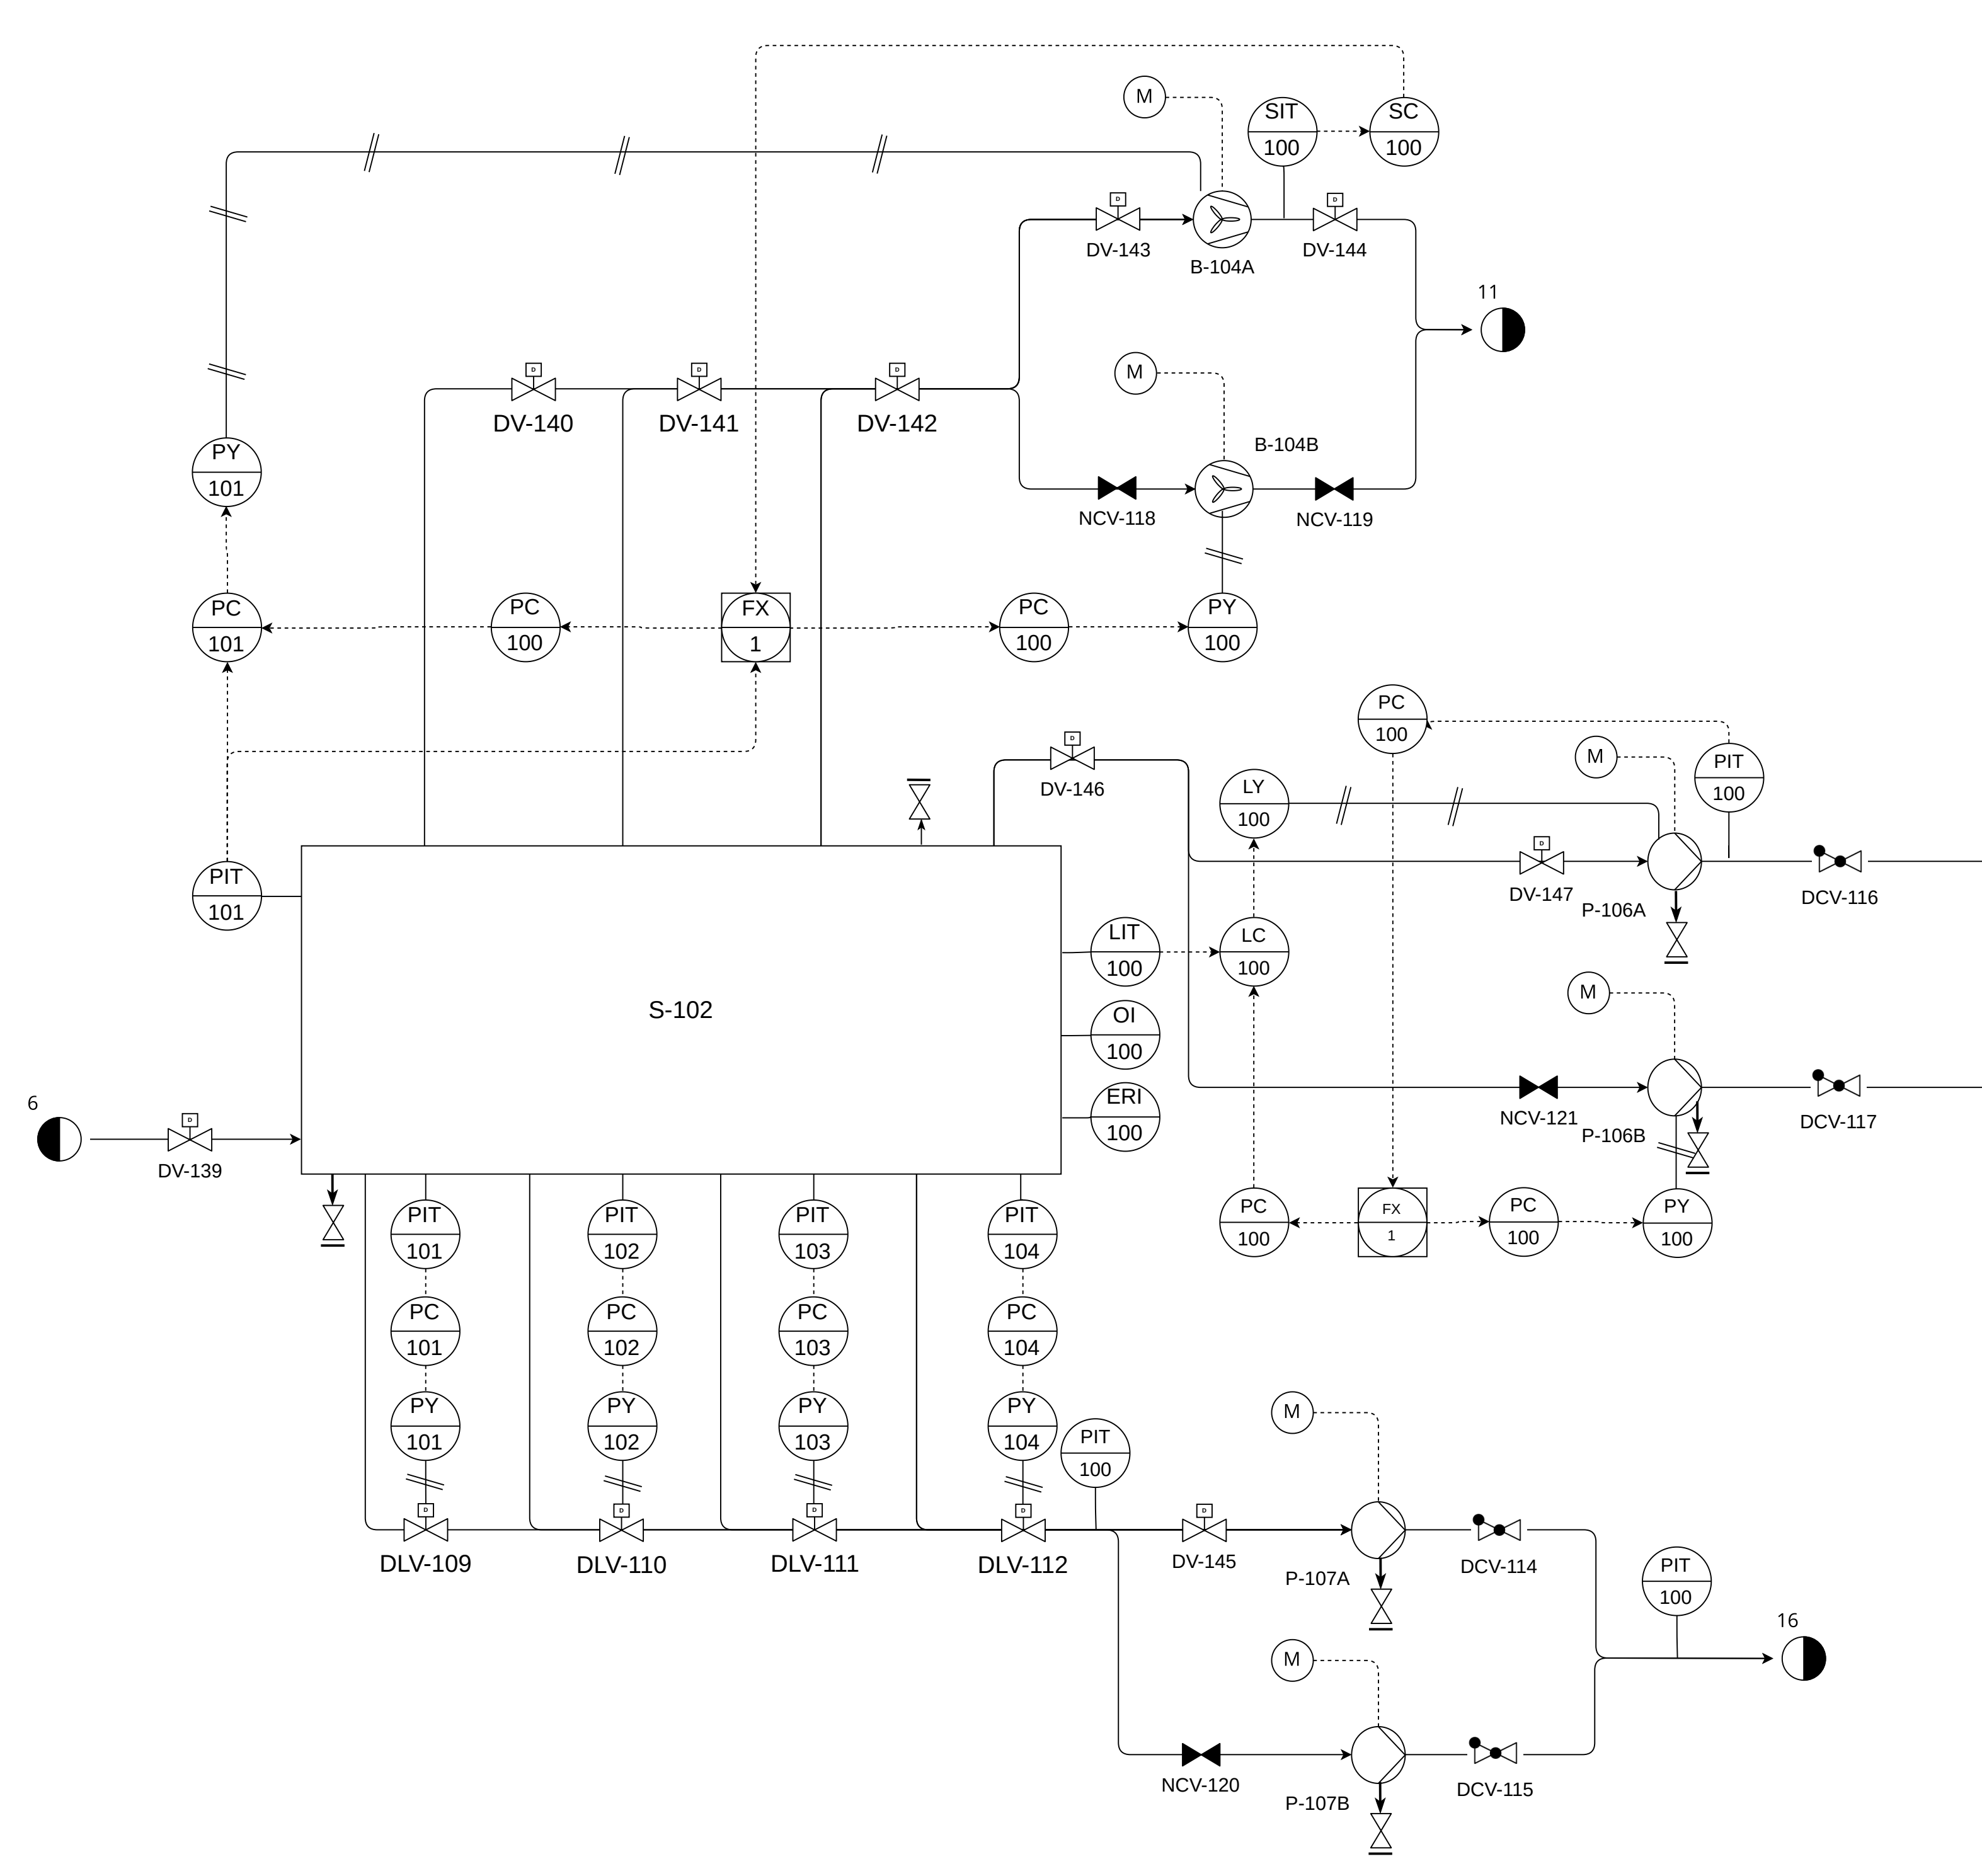 M
SIT
100
SC
100
D
D
DV-143
B-104A
DV-144
11
M
D
D
D
DV-140
DV-141
DV-142
B-104B
PY
101
NCV-118
NCV-119
PC
101
PC
100
FX
1
PC
100
PY
100
PC
100
D
DV-146
M
PIT
100
LY
100
D
DV-147
P-106A
DCV-116
PIT
101
LIT
100
LC
100
S-102
OI
100
M
ERI
100
6
D
DV-139
NCV-121
P-106B
DCV-117
PIT
101
PIT
102
PIT
103
PIT
104
PC
100
FX
1
PC
100
PY
100
PC
101
PC
102
PC
103
PC
104
PY
101
PY
102
PY
103
PY
104
PIT
100
M
D
D
D
D
D
DLV-109
DLV-110
DLV-111
DLV-112
DV-145
P-107A
DCV-114
PIT
100
16
M
NCV-120
P-107B
DCV-115